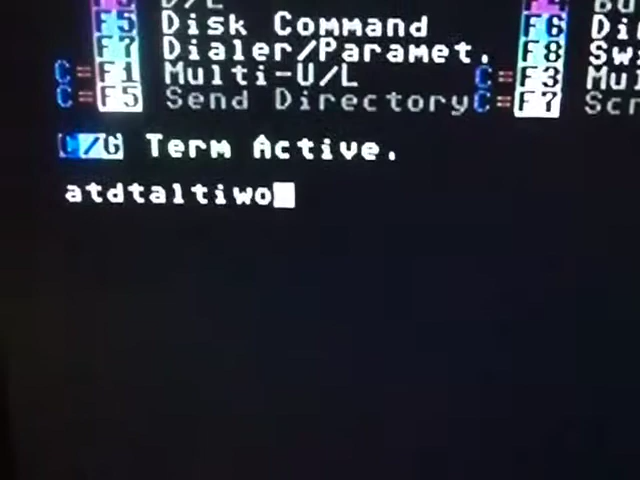 D/L
F5 Disk Command F6
F7 Dialer/Paramet. F8
C=F1 Multi-U/L C=F3
C=F5 Send Directory C=F7
C/G Term Active.
atdtaltiwo